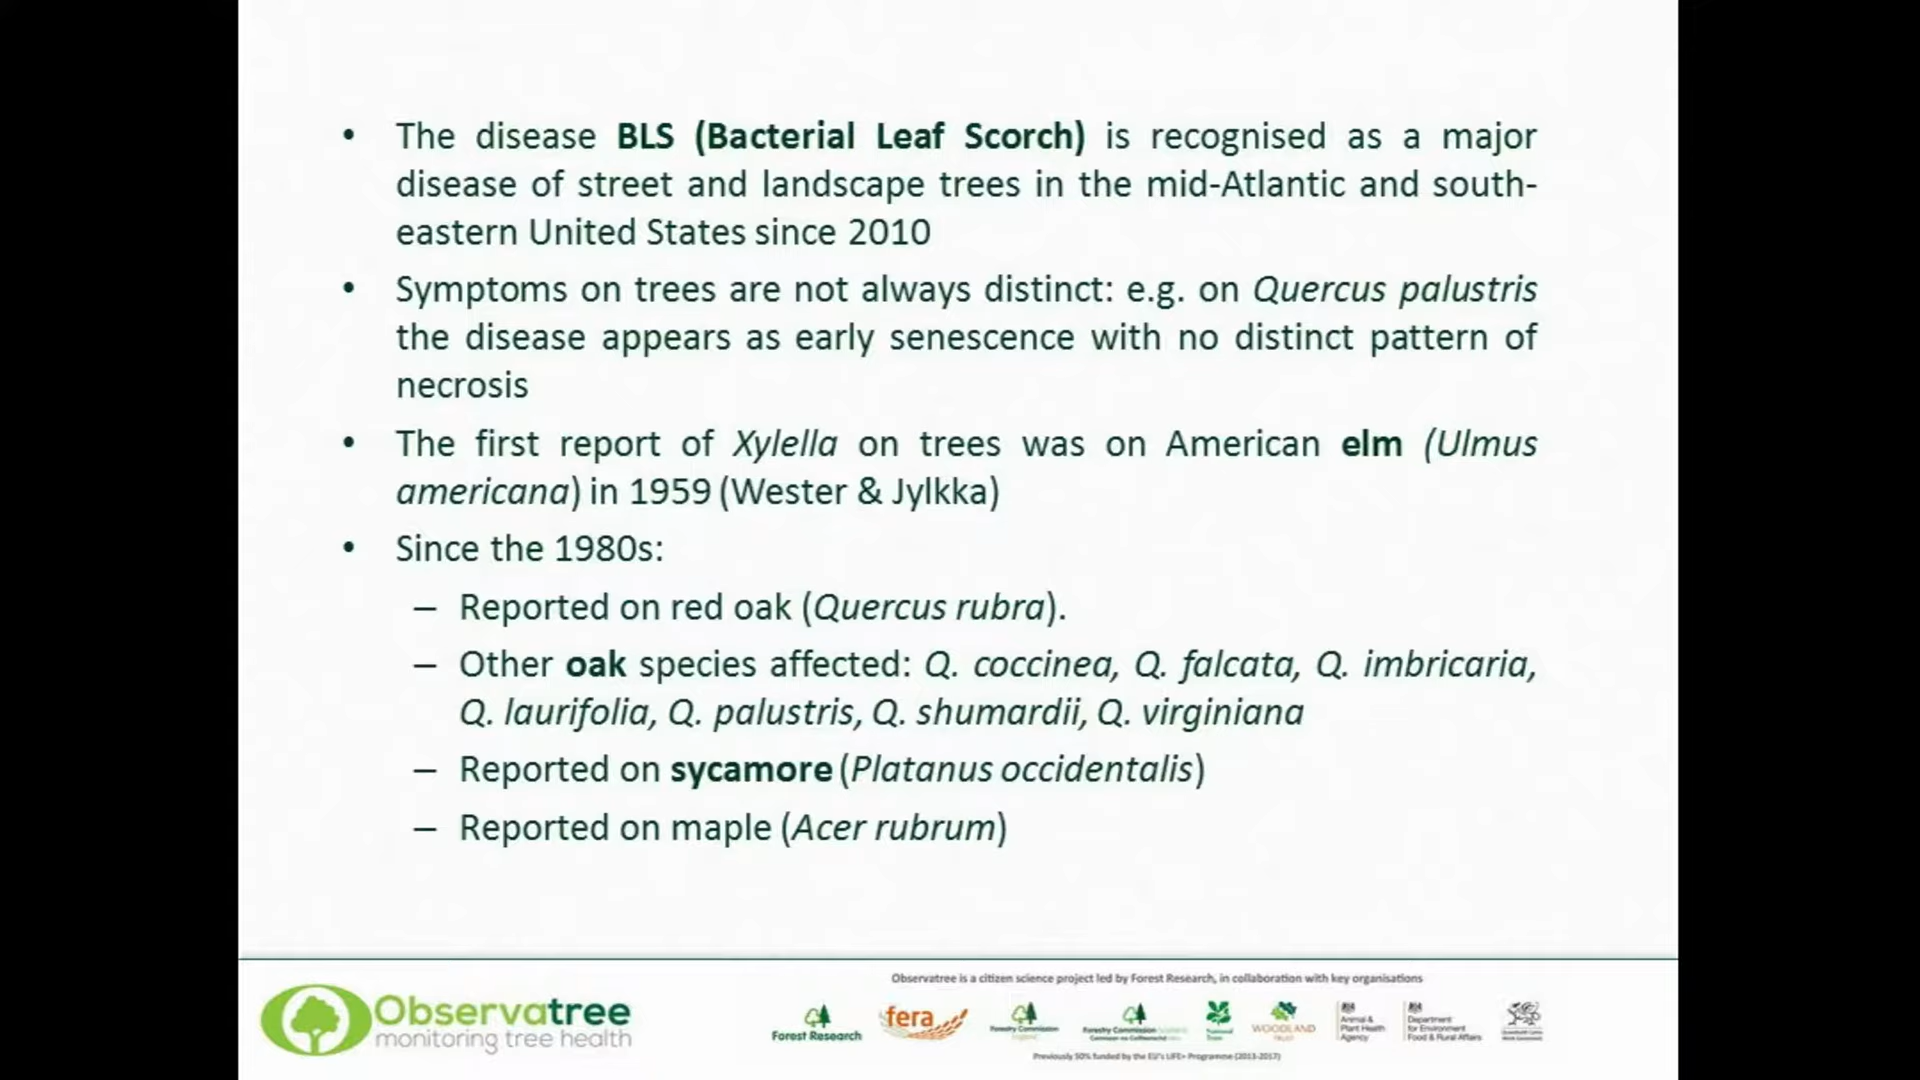 • The disease BLS (Bacterial Leaf Scorch) is recognised as a major
disease of street and landscape trees in the mid-Atlantic and south-
eastern United States since 2010
• Symptoms on trees are not always distinct: e.g. on Quercus palustris
the disease appears as early senescence with no distinct pattern of
necrosis
• The first report of Xylella on trees was on American elm (Ulmus
americana) in 1959 (Wester & Jylkka)
• Since the 1980s:
– Reported on red oak (Quercus rubra).
– Other oak species affected: Q. coccinea, Q. falcata, Q. imbricaria,
Q. laurifolia, Q. palustris, Q. shumardii, Q. virginiana
– Reported on sycamore (Platanus occidentalis)
– Reported on maple (Acer rubrum)
Observatree is a citizen science project led by Forest Research, in collaboration with key organisations
Observatree
monitoring tree health
Forest Research
fera
Forestry Commission
England
Forestry Commission
National
Trust
WOODLAND
TRUST
Animal &
Plant Health
Agency
Department
for Environment
Food & Rural Affairs
Previously 50% funded by the EU's LIFE+ Programme (2013-2017)